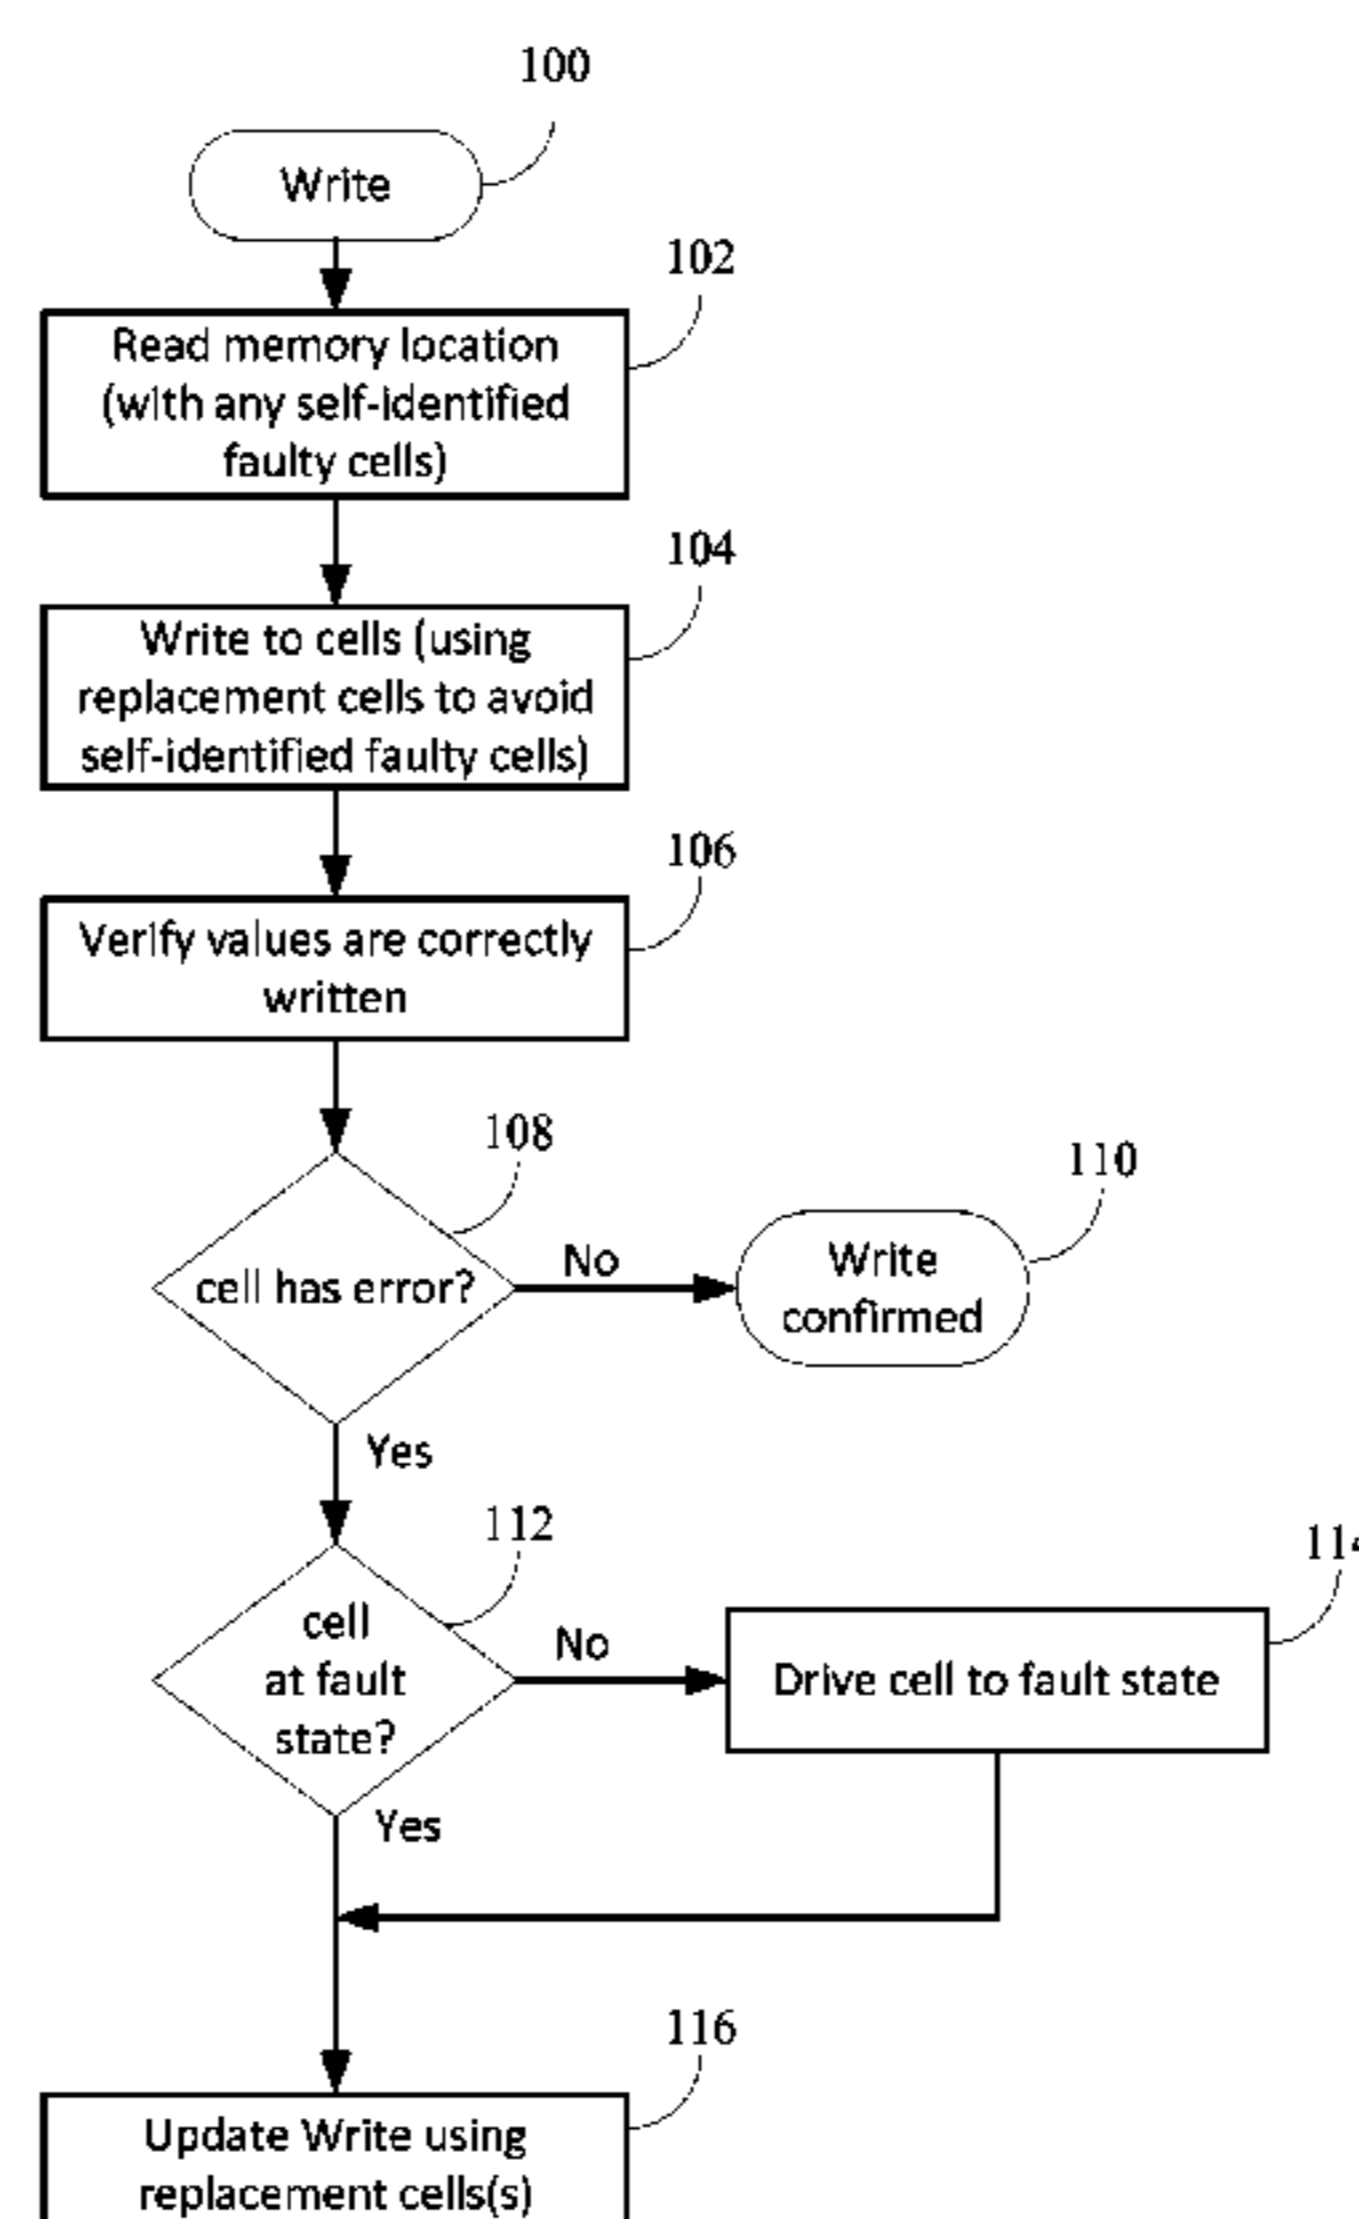 100
Write
102
Read memory location
(with any self-identified
faulty cells)
104
Write to cells (using
replacement cells to avoid
self-identified faulty cells)
106
Verify values are correctly
written
108
cell has error?
No
110
Write
confirmed
Yes
112
cell
at fault
state?
No
114
Drive cell to fault state
Yes
116
Update Write using
replacement cells(s)